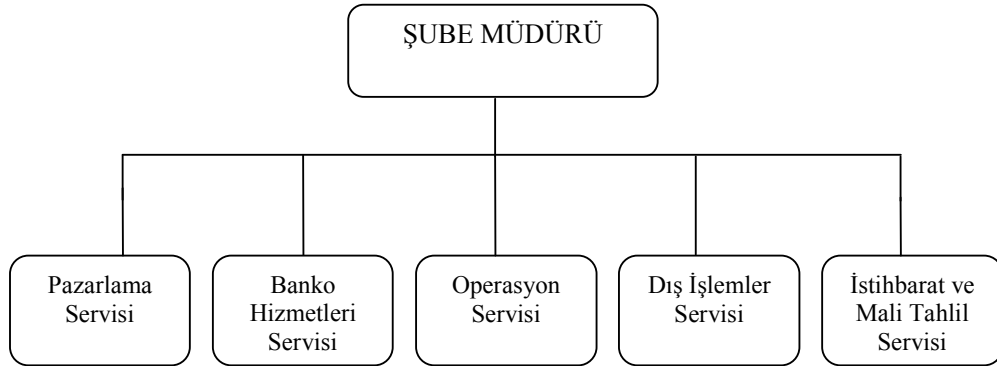 ŞUBE MÜDÜRÜ
Pazarlama
Servisi
Banko
Hizmetleri
Servisi
Operasyon
Servisi
Dış İşlemler
Servisi
İstihbarat ve
Mali Tahlil
Servisi